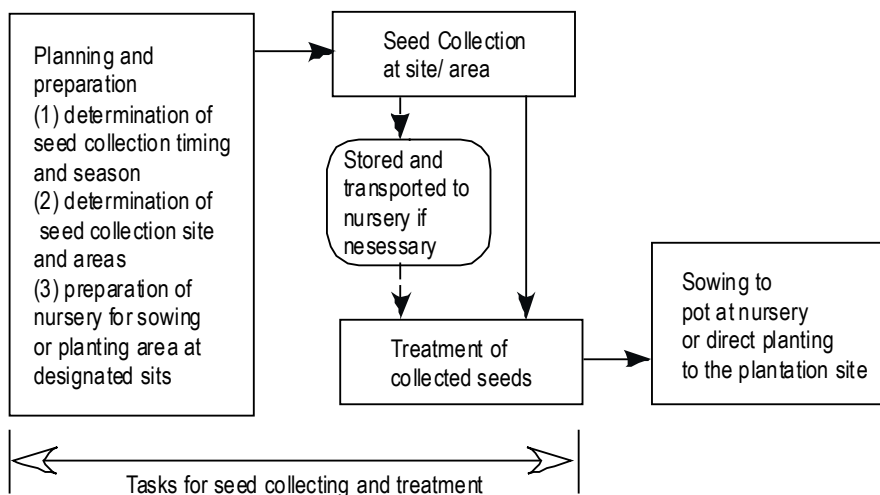 Planning and
preparation
(1) determination of
seed collection timing
and season
(2) determination of
seed collection site
and areas
(3) preparation of
nursery for sowing
or planting area at
designated sits
Seed Collection
at site/ area
Stored and
transported to
nursery if
nesessary
Treatment of
collected seeds
Sowing to
pot at nursery
or direct planting
to the plantation site
Tasks for seed collecting and treatment